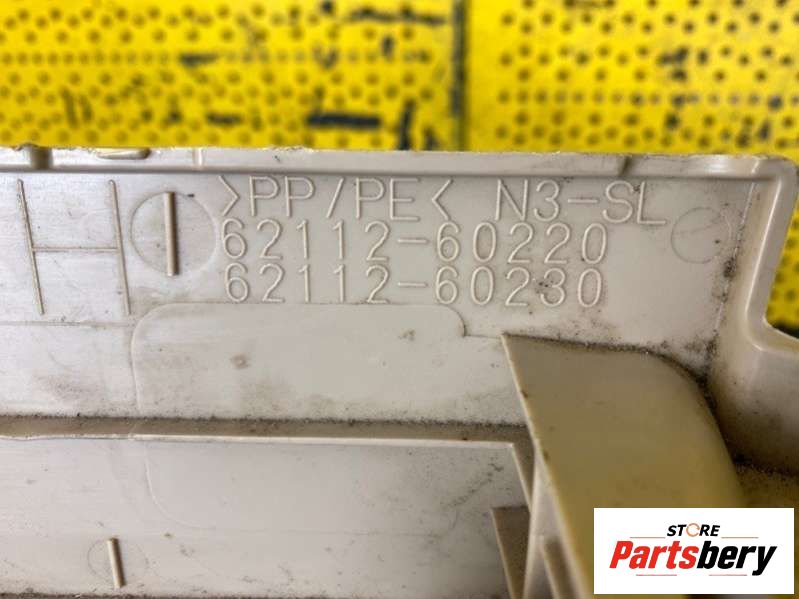 >PP/PE< N3-SL
62112-60220
62112-60230
STORE
Partsbery